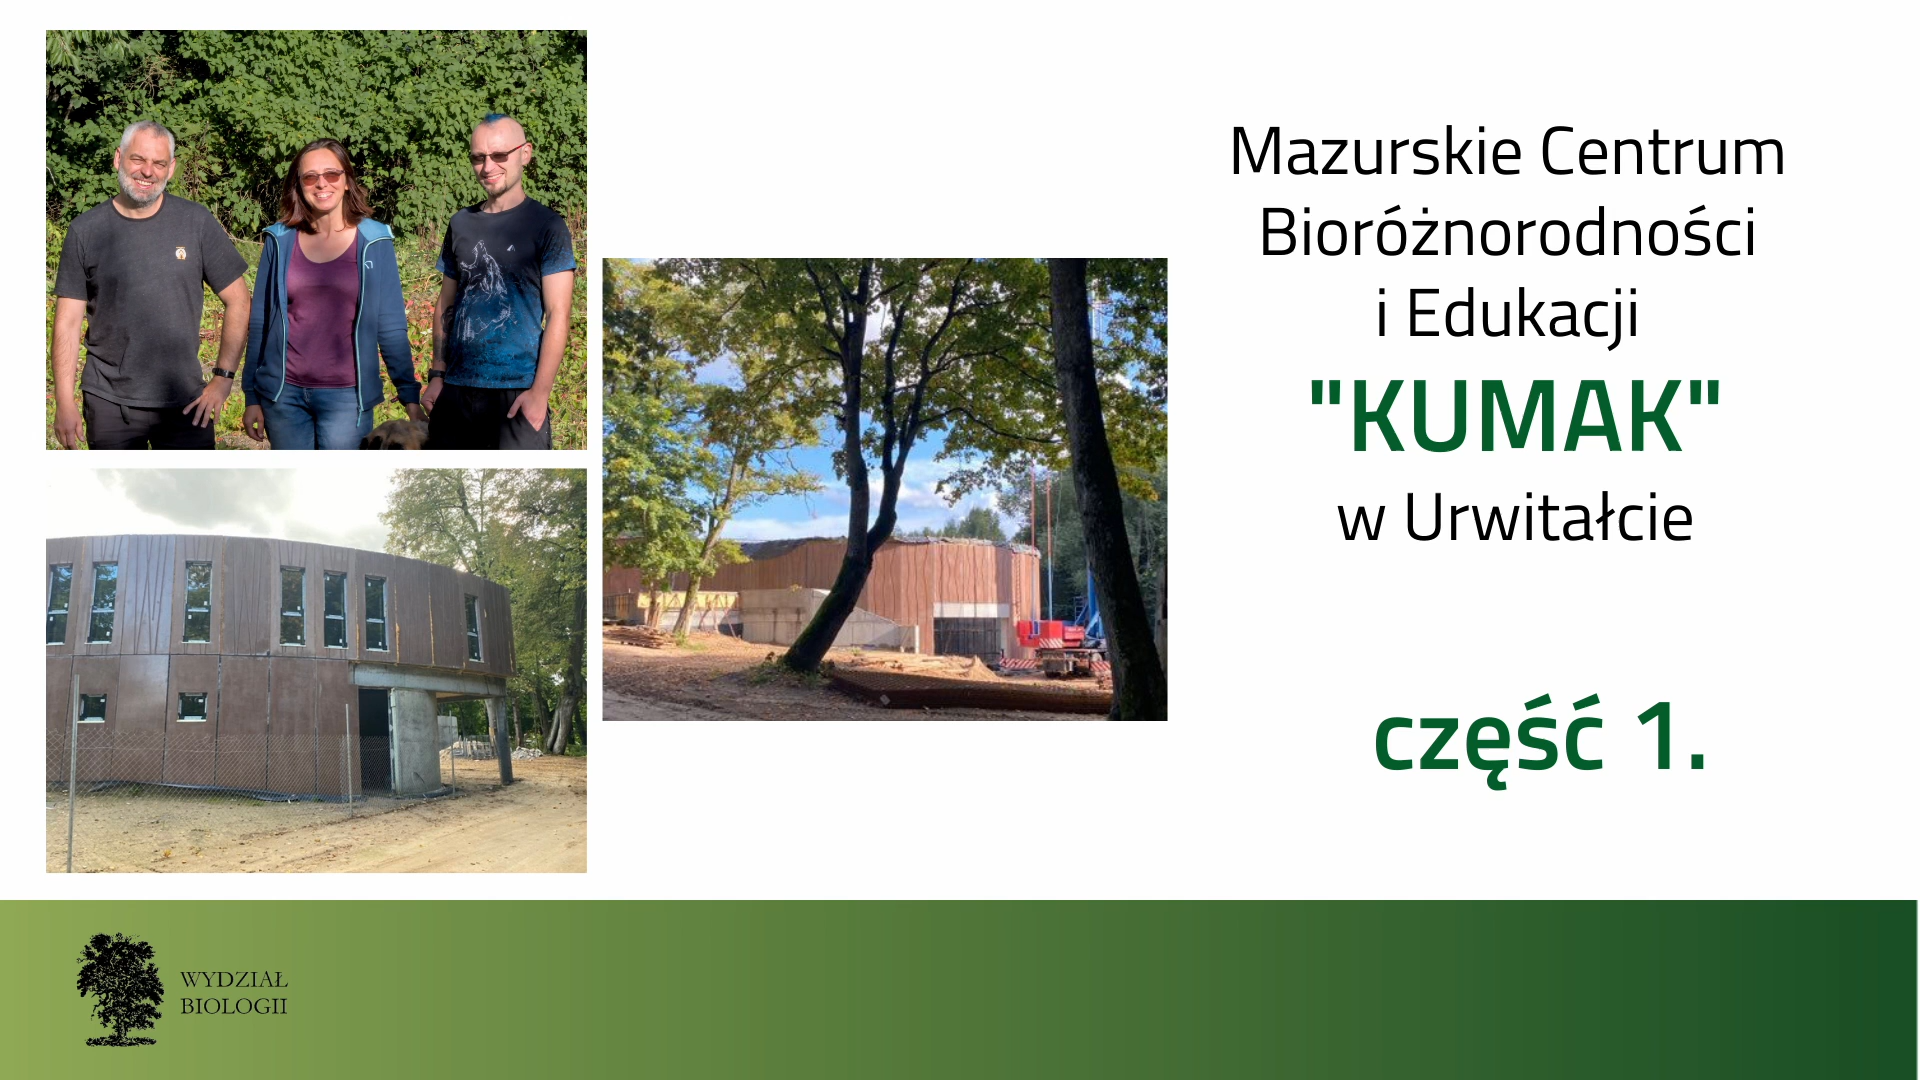 Mazurskie Centrum
Bioróżnorodności
i Edukacji
"KUMAK"
w Urwitałcie
część 1.
WYDZIAŁ
BIOLOGII